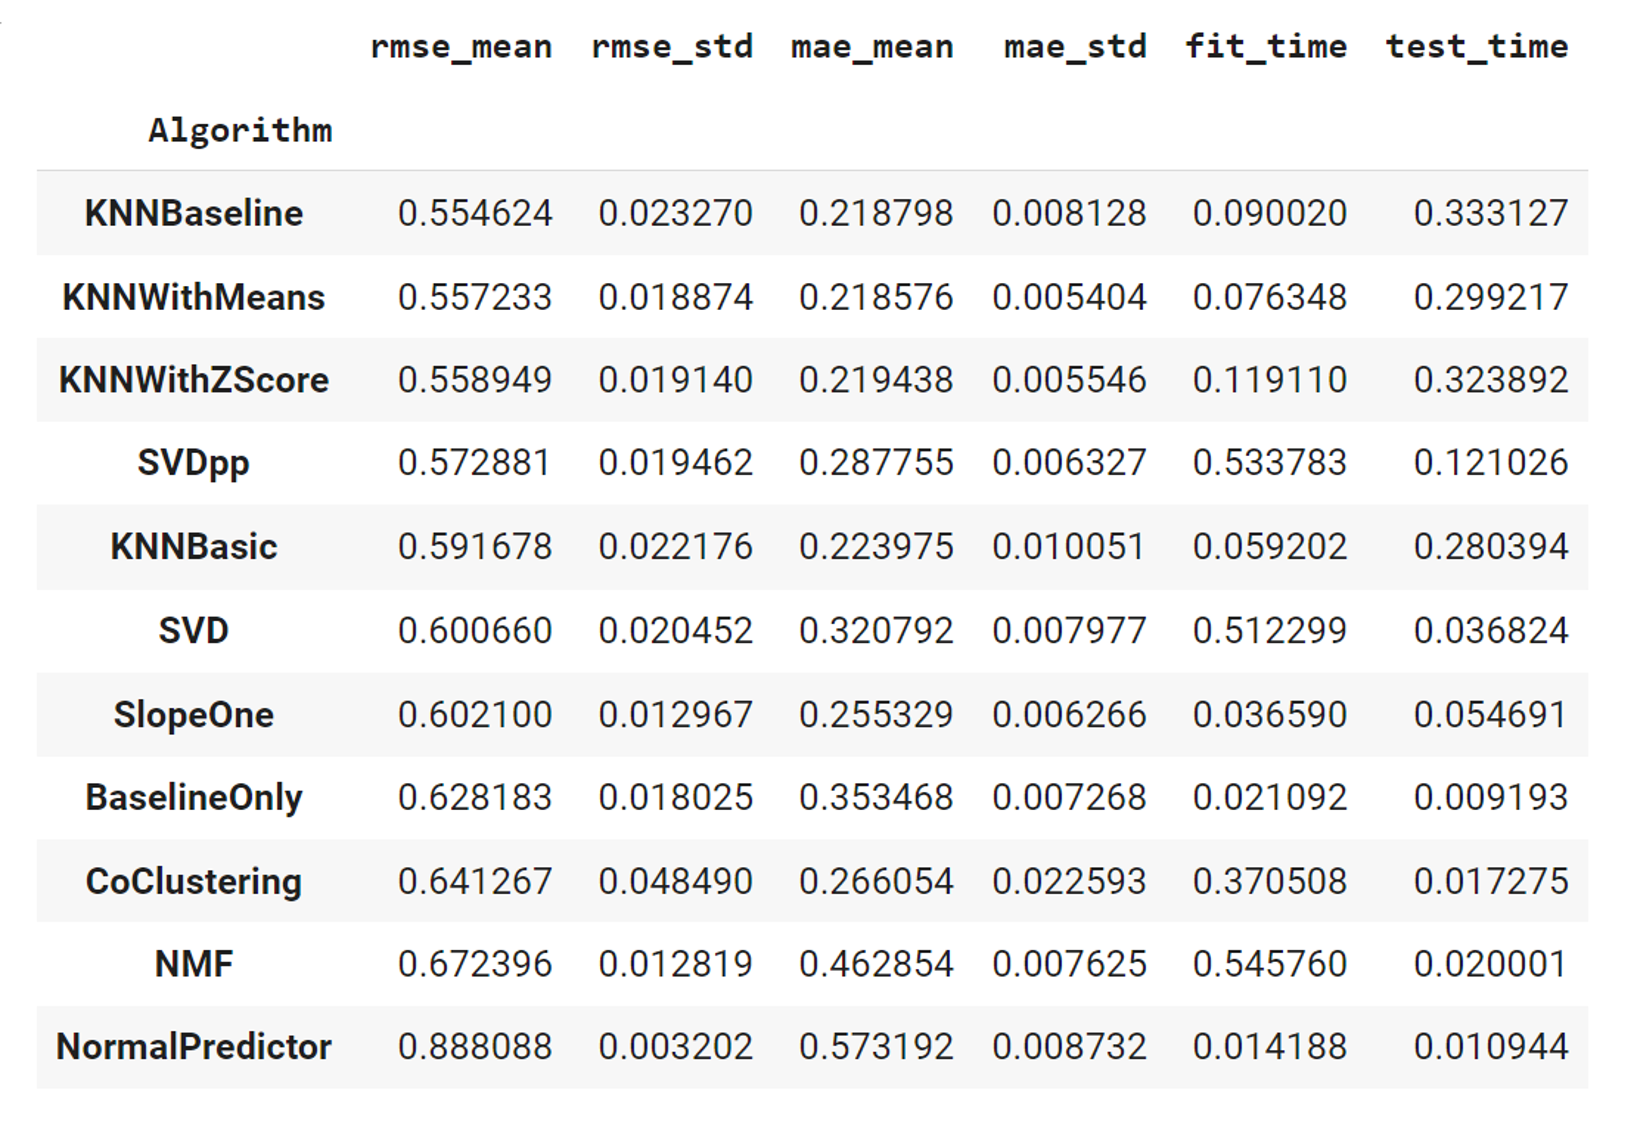 rmse_mean rmse_std mae_mean mae_std fit_time test_time
Algorithm
KNNBaseline 0.554624 0.023270 0.218798 0.008128 0.090020 0.333127
KNNWithMeans 0.557233 0.018874 0.218576 0.005404 0.076348 0.299217
KNNWithZScore 0.558949 0.019140 0.219438 0.005546 0.119110 0.323892
SVDpp 0.572881 0.019462 0.287755 0.006327 0.533783 0.121026
KNNBasic 0.591678 0.022176 0.223975 0.010051 0.059202 0.280394
SVD 0.600660 0.020452 0.320792 0.007977 0.512299 0.036824
SlopeOne 0.602100 0.012967 0.255329 0.006266 0.036590 0.054691
BaselineOnly 0.628183 0.018025 0.353468 0.007268 0.021092 0.009193
CoClustering 0.641267 0.048490 0.266054 0.022593 0.370508 0.017275
NMF 0.672396 0.012819 0.462854 0.007625 0.545760 0.020001
NormalPredictor 0.888088 0.003202 0.573192 0.008732 0.014188 0.010944